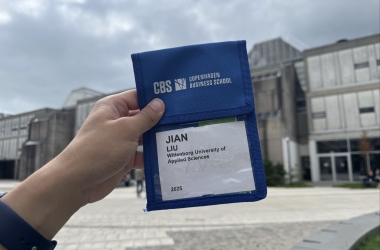 CBS COPENHAGEN
BUSINESS SCHOOL
JIAN
LIU
Wittenborg University of
Applied Sciences
2025